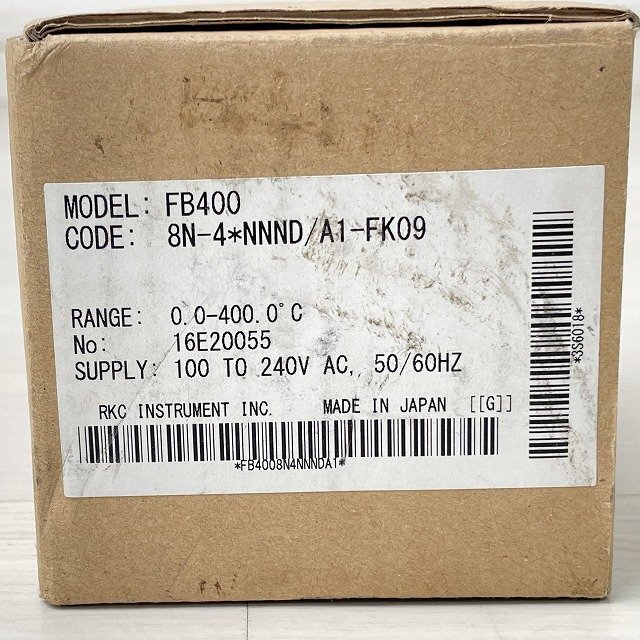 MODEL: FB400
CODE: 8N-4*NNND/A1-FK09
RANGE: 0.0-400.0°C
No: 16E20055
SUPPLY: 100 TO 240V AC, 50/60HZ
RKC INSTRUMENT INC. MADE IN JAPAN [[G]]
*FB4008N4NNNDA1*
*3S6018*